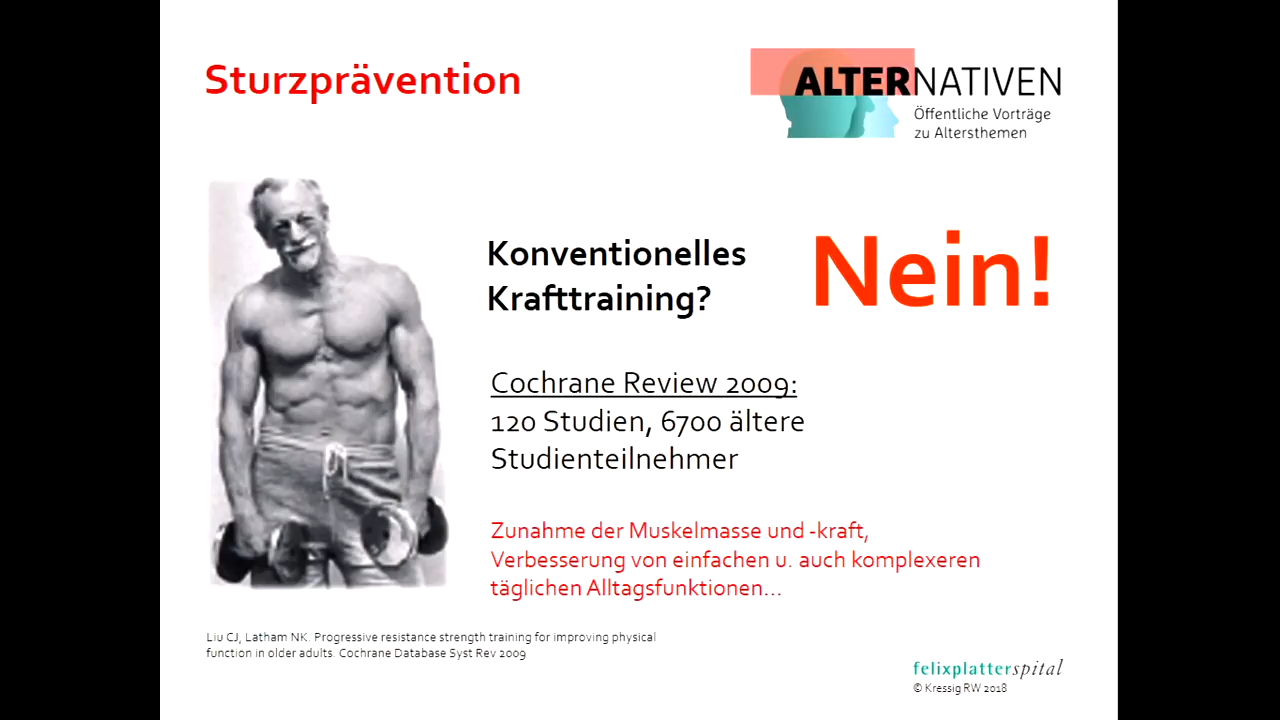 Sturzprävention
ALTERNATIVEN
Öffentliche Vorträge
zu Altersthemen
Konventionelles
Krafttraining?
Nein!
Cochrane Review 2009:
120 Studien, 6700 ältere
Studienteilnehmer
Zunahme der Muskelmasse und -kraft,
Verbesserung von einfachen u. auch komplexeren
täglichen Alltagsfunktionen...
Liu CJ, Latham NK. Progressive resistance strength training for improving physical
function in older adults. Cochrane Database Syst Rev 2009
felixplatterspital
© Kressig RW 2018